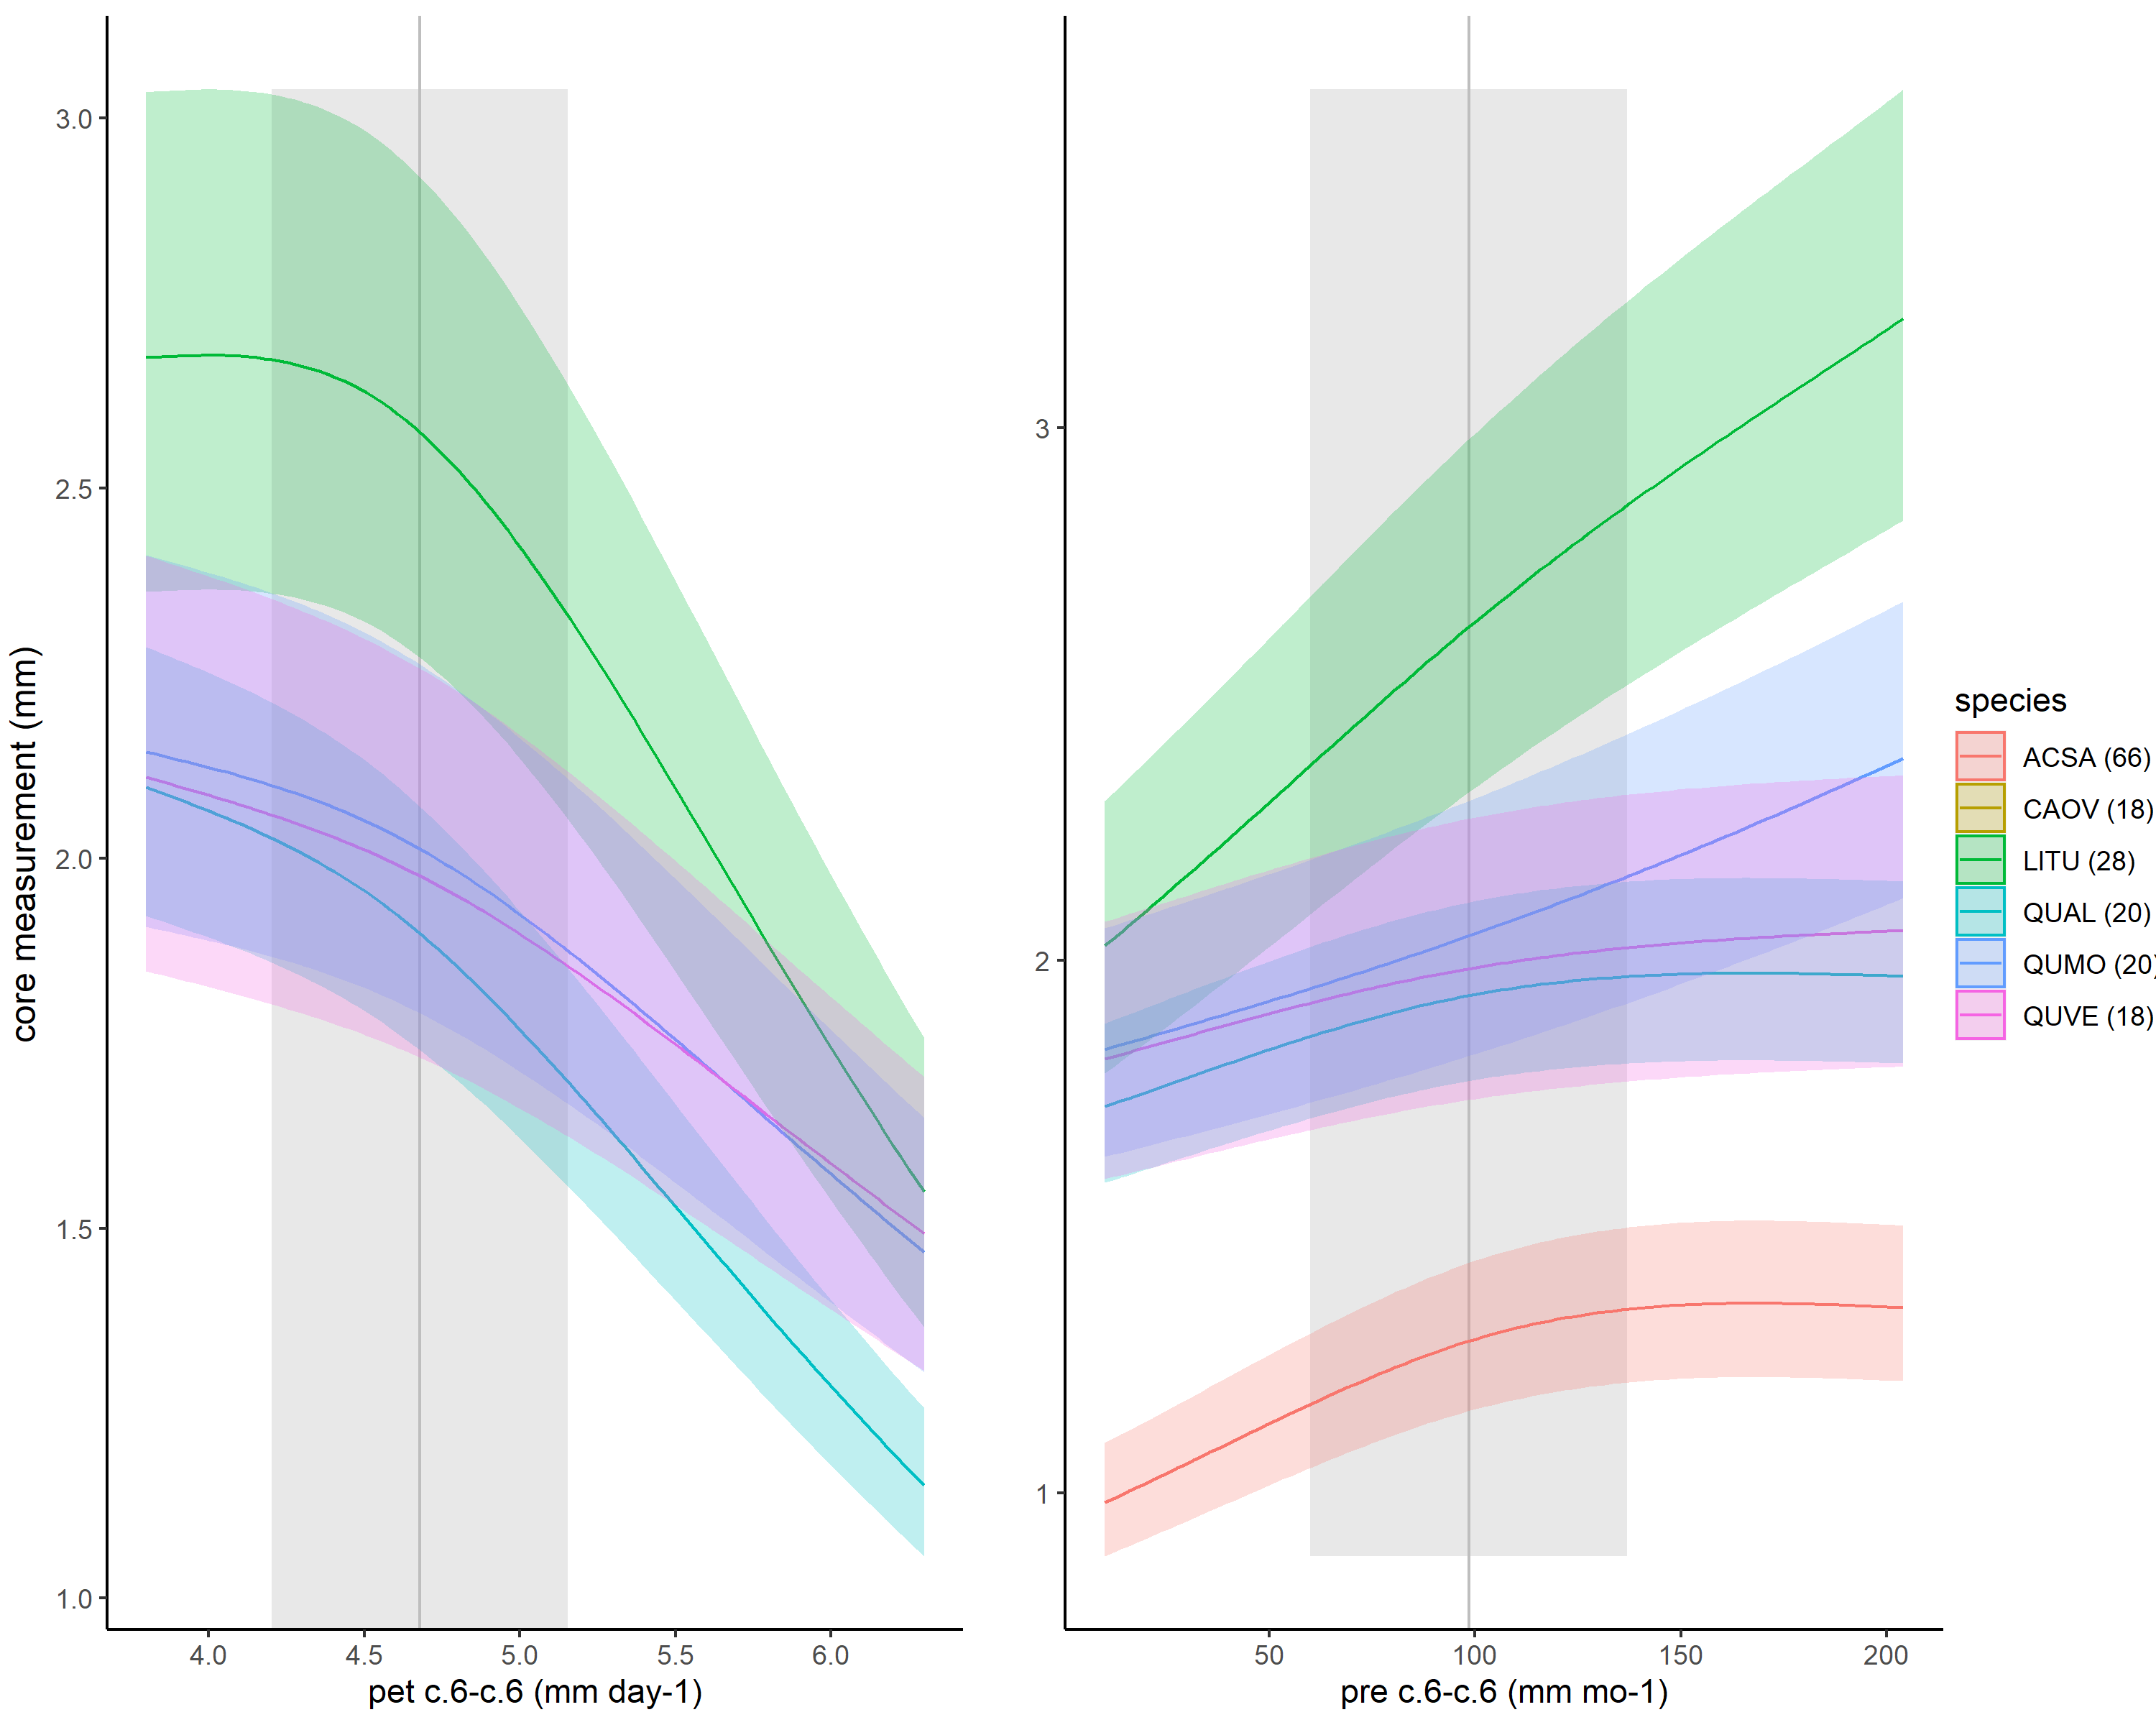 core measurement (mm)
3.0
2.5
2.0
1.5
1.0
4.0 4.5 5.0 5.5 6.0
pet c.6-c.6 (mm day-1)
3
2
1
50 100 150 200
pre c.6-c.6 (mm mo-1)
species
ACSA (66)
CAOV (18)
LITU (28)
QUAL (20)
QUMO (20)
QUVE (18)